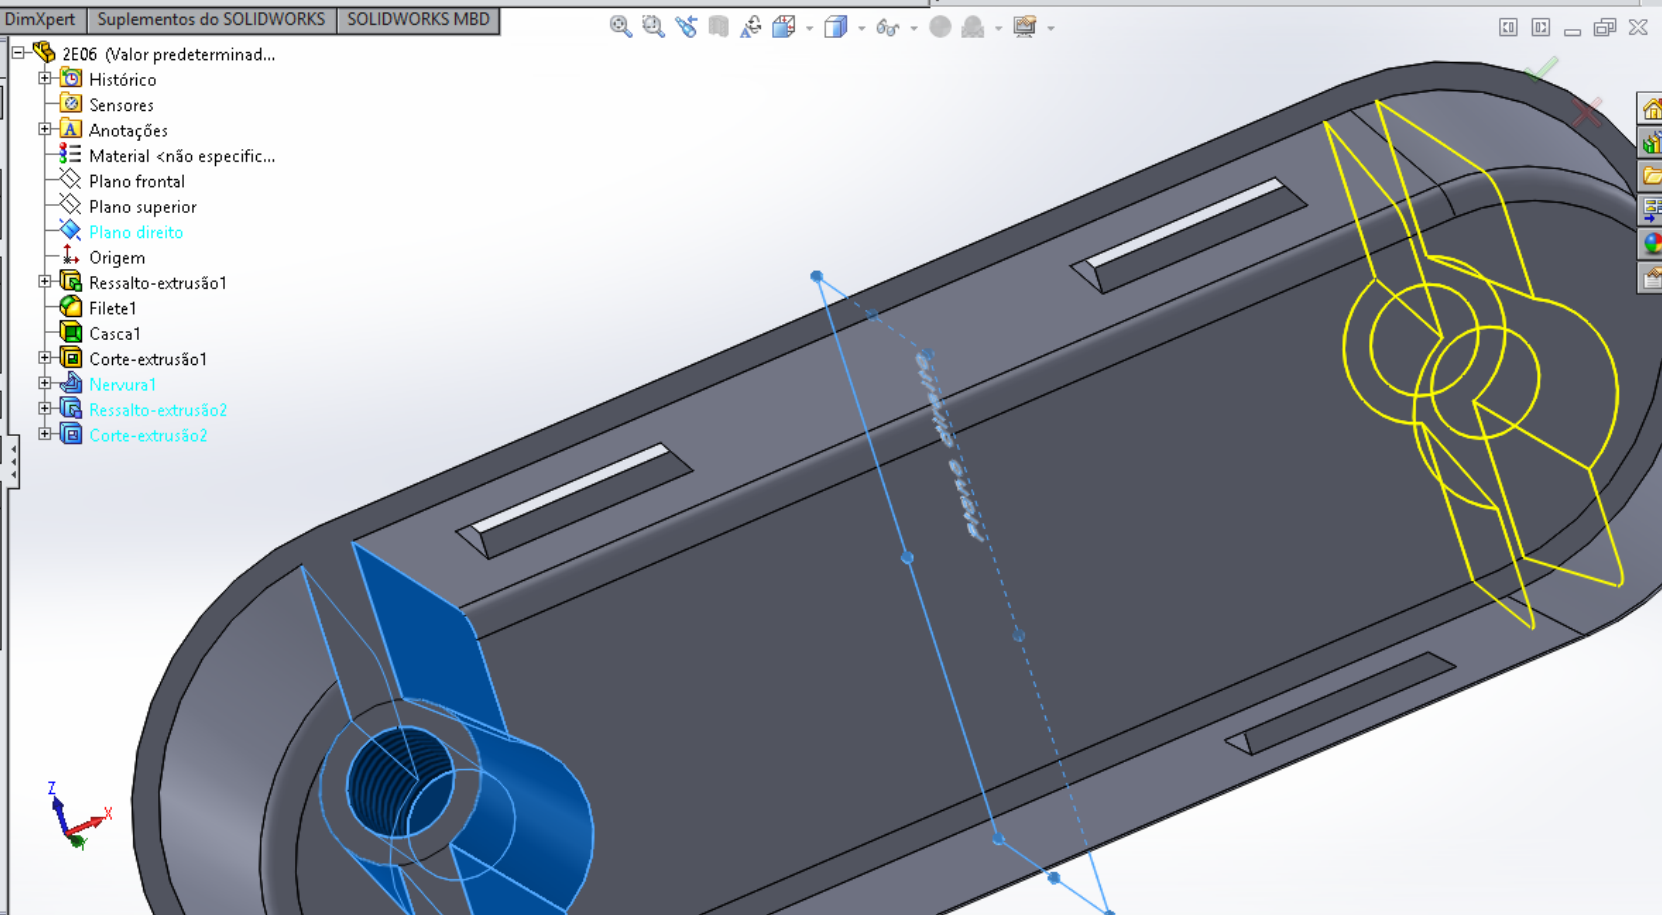 DimXpert
Suplementos do SOLIDWORKS
SOLIDWORKS MBD
2E06 (Valor predeterminad...
Histórico
Sensores
Anotações
Material <não especific...
Plano frontal
Plano superior
Plano direito
Origem
Ressalto-extrusão1
Filete1
Casca1
Corte-extrusão1
Nervura1
Ressalto-extrusão2
Corte-extrusão2
Z
X
Y